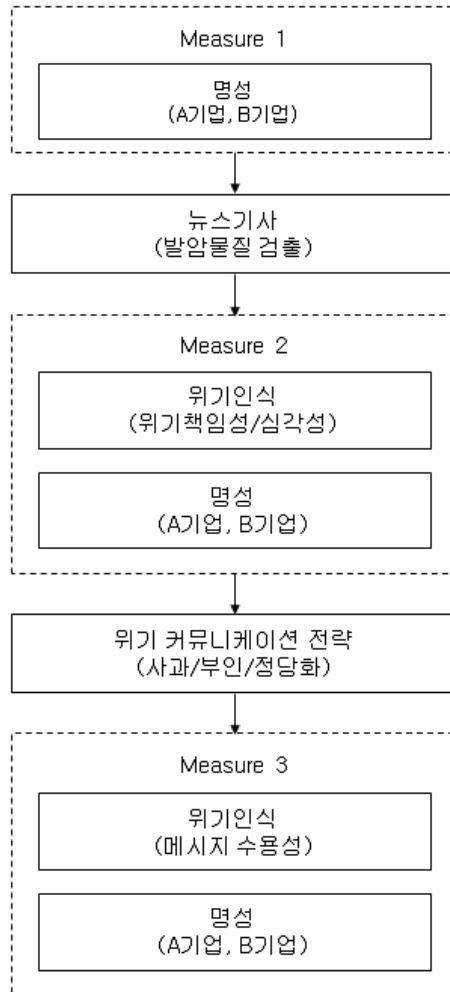 Measure 1
명성
(A기업, B기업)
뉴스기사
(발암물질 검출)
Measure 2
위기인식
(위기책임성/심각성)
명성
(A기업, B기업)
위기 커뮤니케이션 전략
(사과/부인/정당화)
Measure 3
위기인식
(메시지 수용성)
명성
(A기업, B기업)